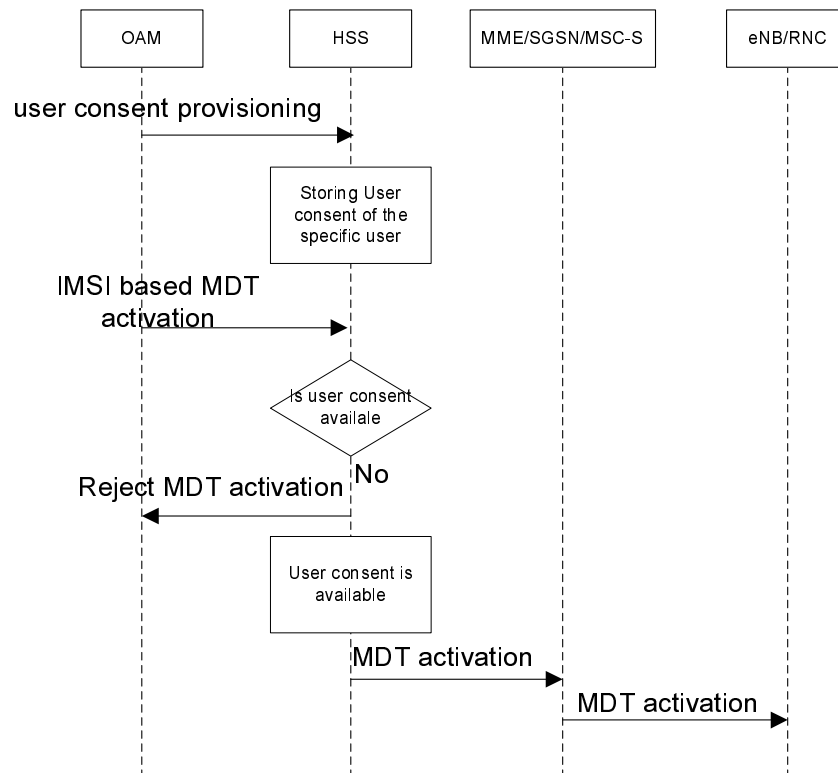 OAM
HSS
MME/SGSN/MSC-S
eNB/RNC
user consent provisioning
Storing User
consent of the
specific user
IMSI based MDT
activation
Is user consent
availale
No
Reject MDT activation
User consent is
available
MDT activation
MDT activation